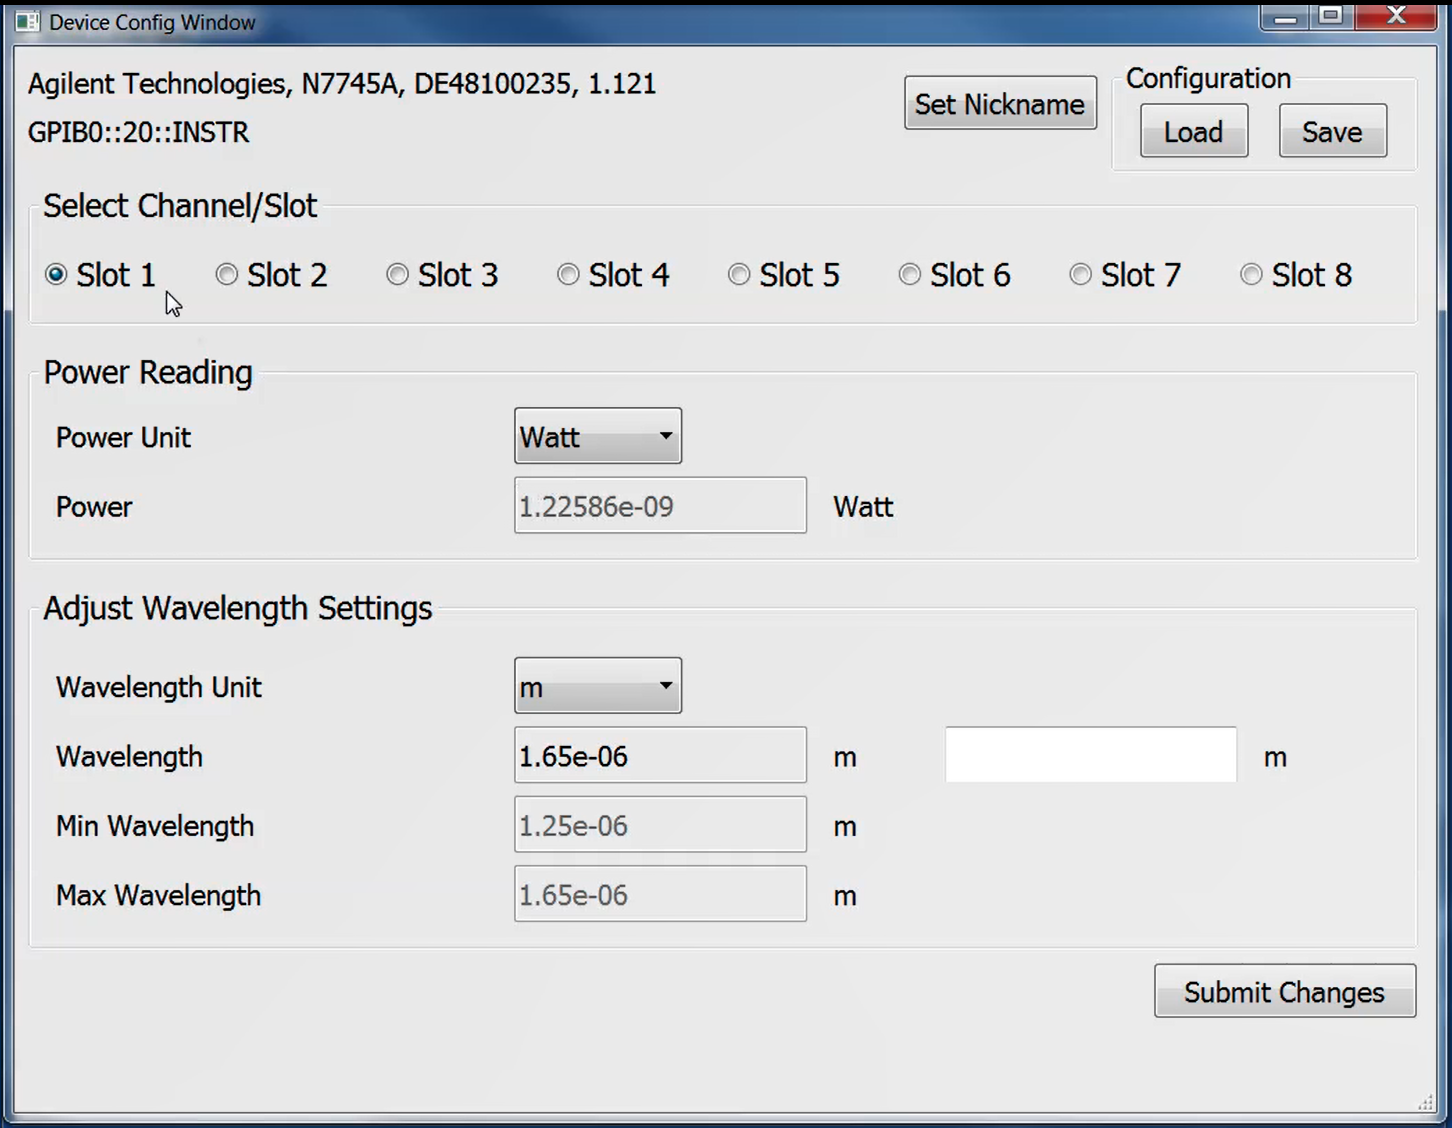 Device Config Window
Agilent Technologies, N7745A, DE48100235, 1.121
GPIB0::20::INSTR
Set Nickname
Configuration
Load Save
Select Channel/Slot
Slot 1 Slot 2 Slot 3 Slot 4 Slot 5 Slot 6 Slot 7 Slot 8
Power Reading
Power Unit Watt
Power 1.22586e-09 Watt
Adjust Wavelength Settings
Wavelength Unit m
Wavelength 1.65e-06 m m
Min Wavelength 1.25e-06 m
Max Wavelength 1.65e-06 m
Submit Changes